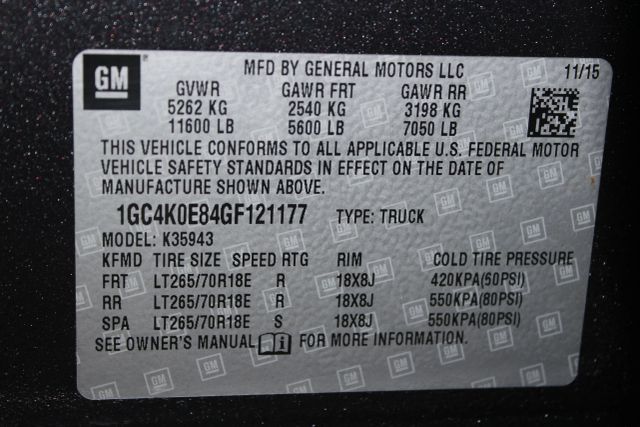 GM MFD BY GENERAL MOTORS LLC 11/15
GVWR GAWR FRT GAWR RR
5262 KG 2540 KG 3198 KG
11600 LB 5600 LB 7050 LB
THIS VEHICLE CONFORMS TO ALL APPLICABLE U.S. FEDERAL MOTOR
VEHICLE SAFETY STANDARDS IN EFFECT ON THE DATE OF
MANUFACTURE SHOWN ABOVE.
1GC4K0E84GF121177 TYPE: TRUCK
MODEL: K35943
KFMD TIRE SIZE SPEED RTG RIM COLD TIRE PRESSURE
FRT LT265/70R18E R 18X8J 420KPA(60PSI)
RR LT265/70R18E R 18X8J 550KPA(80PSI)
SPA LT265/70R18E S 18X8J 550KPA(80PSI)
SEE OWNER'S MANUAL i FOR MORE INFORMATION.